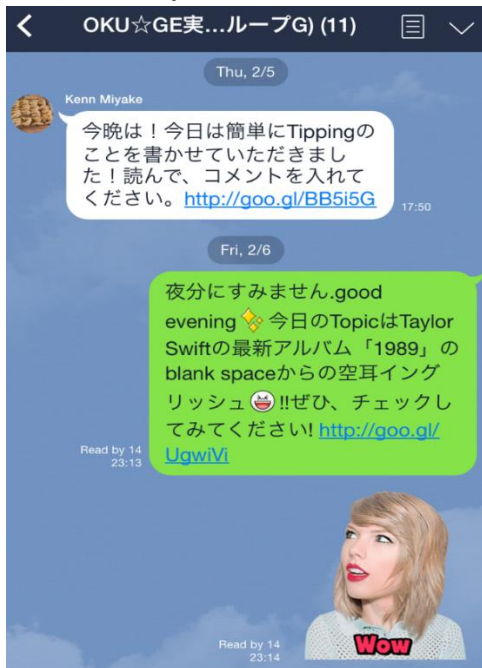 OKU☆GE実...ループG) (11)
Thu, 2/5
Kenn Miyake
今晩は！今日は簡単にTippingの
ことを書かせていただきまし
た！読んで、コメントを入れて
ください。http://goo.gl/BB5i5G
17:50
Fri, 2/6
夜分にすみません.good
evening✨今日のTopicはTaylor
Swiftの最新アルバム「1989」の
blank spaceからの空耳イング
リッシュ😆!!ぜひ、チェックし
てみてください! http://goo.gl/
UgwiVi
Read by 14
23:13
Wow
Read by 14
23:14